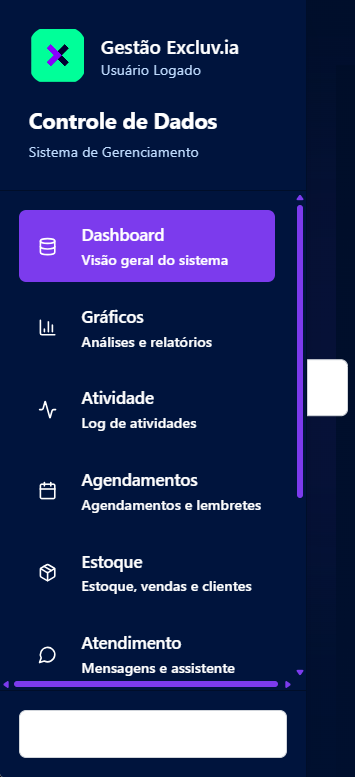 Gestão Excluv.ia
Usuário Logado
Controle de Dados
Sistema de Gerenciamento
Dashboard
Visão geral do sistema
Gráficos
Análises e relatórios
Atividade
Log de atividades
Agendamentos
Agendamentos e lembretes
Estoque
Estoque, vendas e clientes
Atendimento
Mensagens e assistente